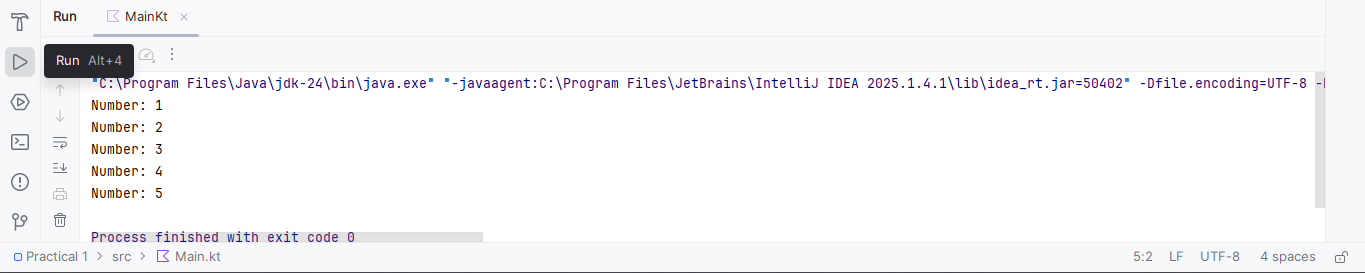 Run MainKt
Run Alt+4
"C:\Program Files\Java\jdk-24\bin\java.exe" "-javaagent:C:\Program Files\JetBrains\IntelliJ IDEA 2025.1.4.1\lib\idea_rt.jar=50402" -Dfile.encoding=UTF-8
Number: 1
Number: 2
Number: 3
Number: 4
Number: 5
Process finished with exit code 0
Practical 1 > src > Main.kt 5:2 LF UTF-8 4 spaces